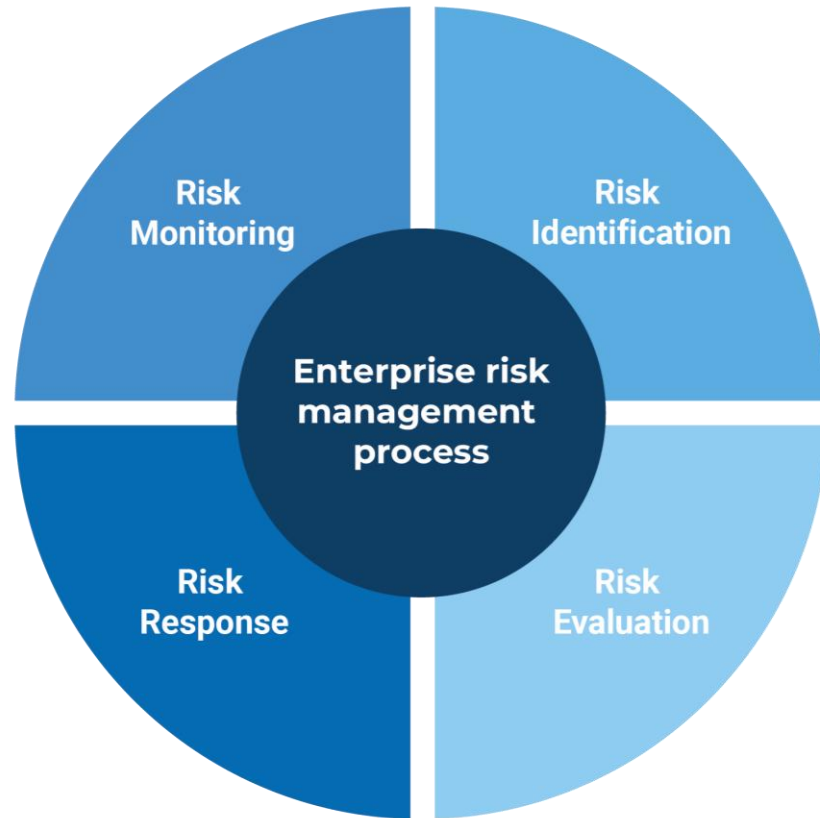 Risk
Monitoring
Risk
Identification
Enterprise risk
management
process
Risk
Response
Risk
Evaluation